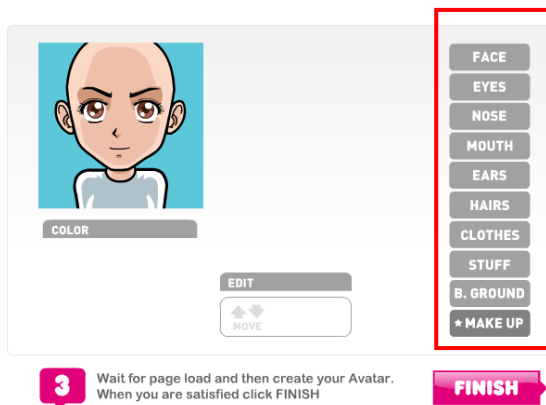 FACE
EYES
NOSE
MOUTH
EARS
HAIRS
CLOTHES
STUFF
B. GROUND
★ MAKE UP
COLOR
EDIT
MOVE
3
Wait for page load and then create your Avatar.
When you are satisfied click FINISH
FINISH